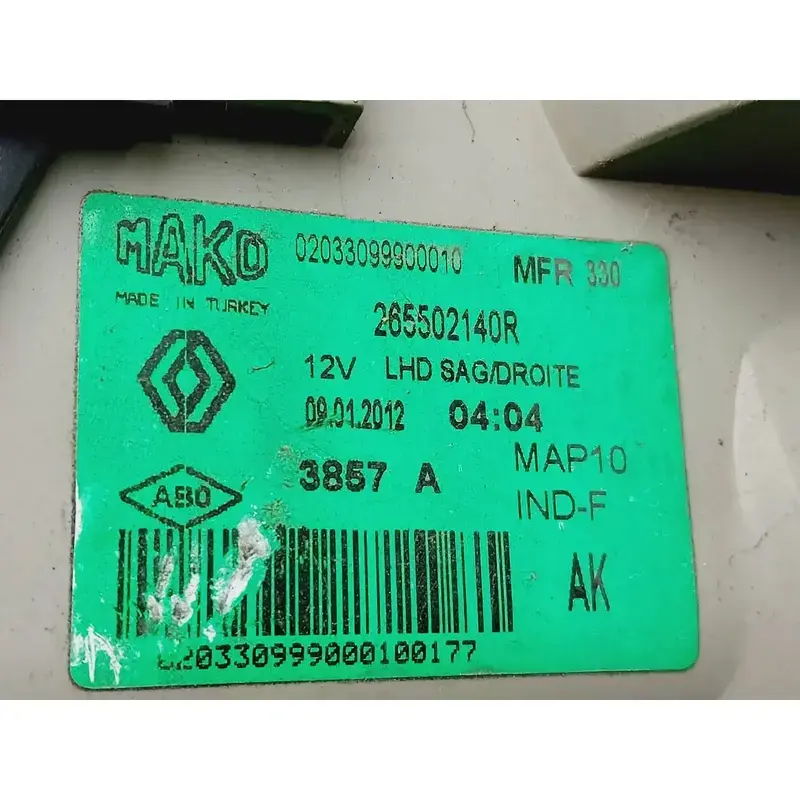 MAKO 02033099900010 MFR 330
MADE IN TURKEY
265502140R
12V LHD SAG/DROITE
09.01.2012 04:04
3857 A MAP10
ABO IND-F
AK
020330999000100177